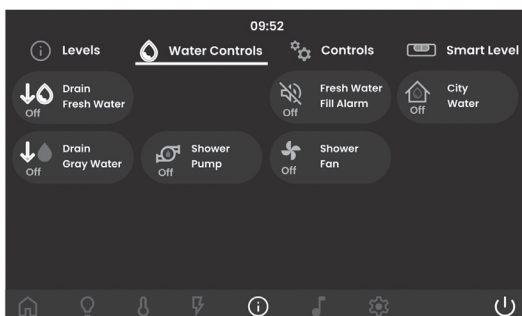 09:52
Levels
Water Controls
Controls
Smart Level
Drain
Fresh Water
Off
Fresh Water
Fill Alarm
Off
City
Water
Off
Drain
Gray Water
Off
Shower
Pump
Off
Shower
Fan
Off